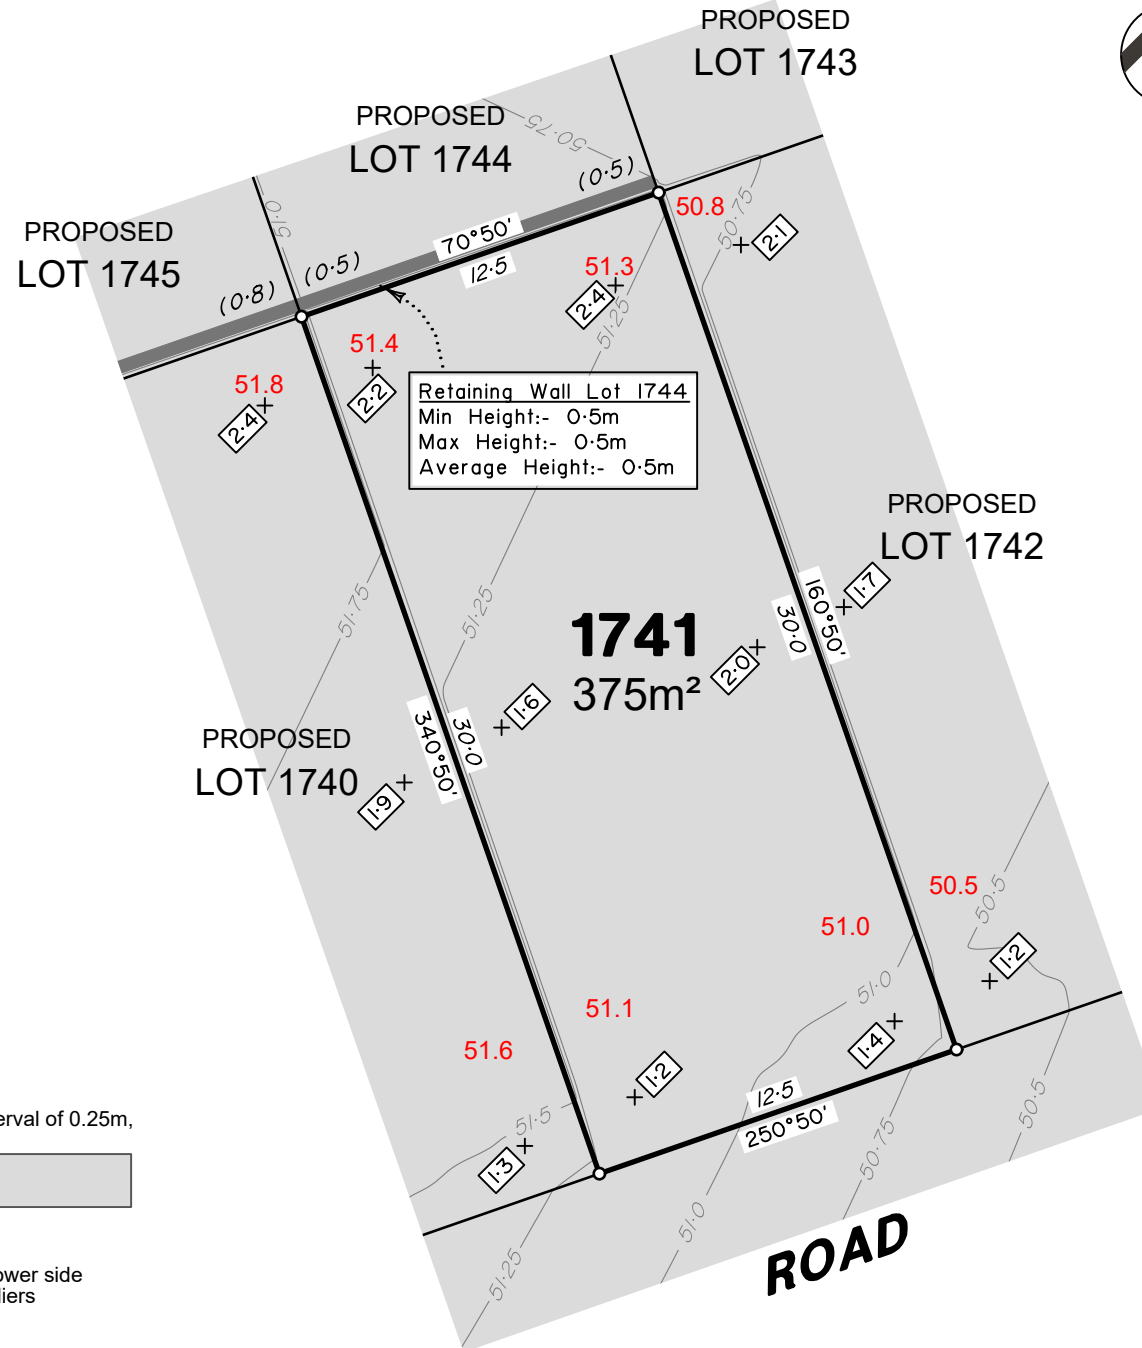 PROPOSED
LOT 1743
PROPOSED
LOT 1744
50·75
(0·5)
50.8
50·75
2·1
PROPOSED
LOT 1745
51·0
70°50'
12·5
(0·8)
(0·5)
51.3
2·4
51·25
51.4
2·2
51.8
2·4
Retaining Wall Lot 1744
Min Height:- 0·5m
Max Height:- 0·5m
Average Height:- 0·5m
PROPOSED
LOT 1742
51·75
51·25
1·7
160°50'
30·0
1741
375m²
2·0
1·6
30·0
340°50'
PROPOSED
LOT 1740
1·9
50.5
50·5
51.0
1·2
51·0
51.1
51.6
1·4
1·2
12·5
250°50'
51·5
1·3
50·5
50·75
51·0
51·25
ROAD
erval of 0.25m,
ower side
liers